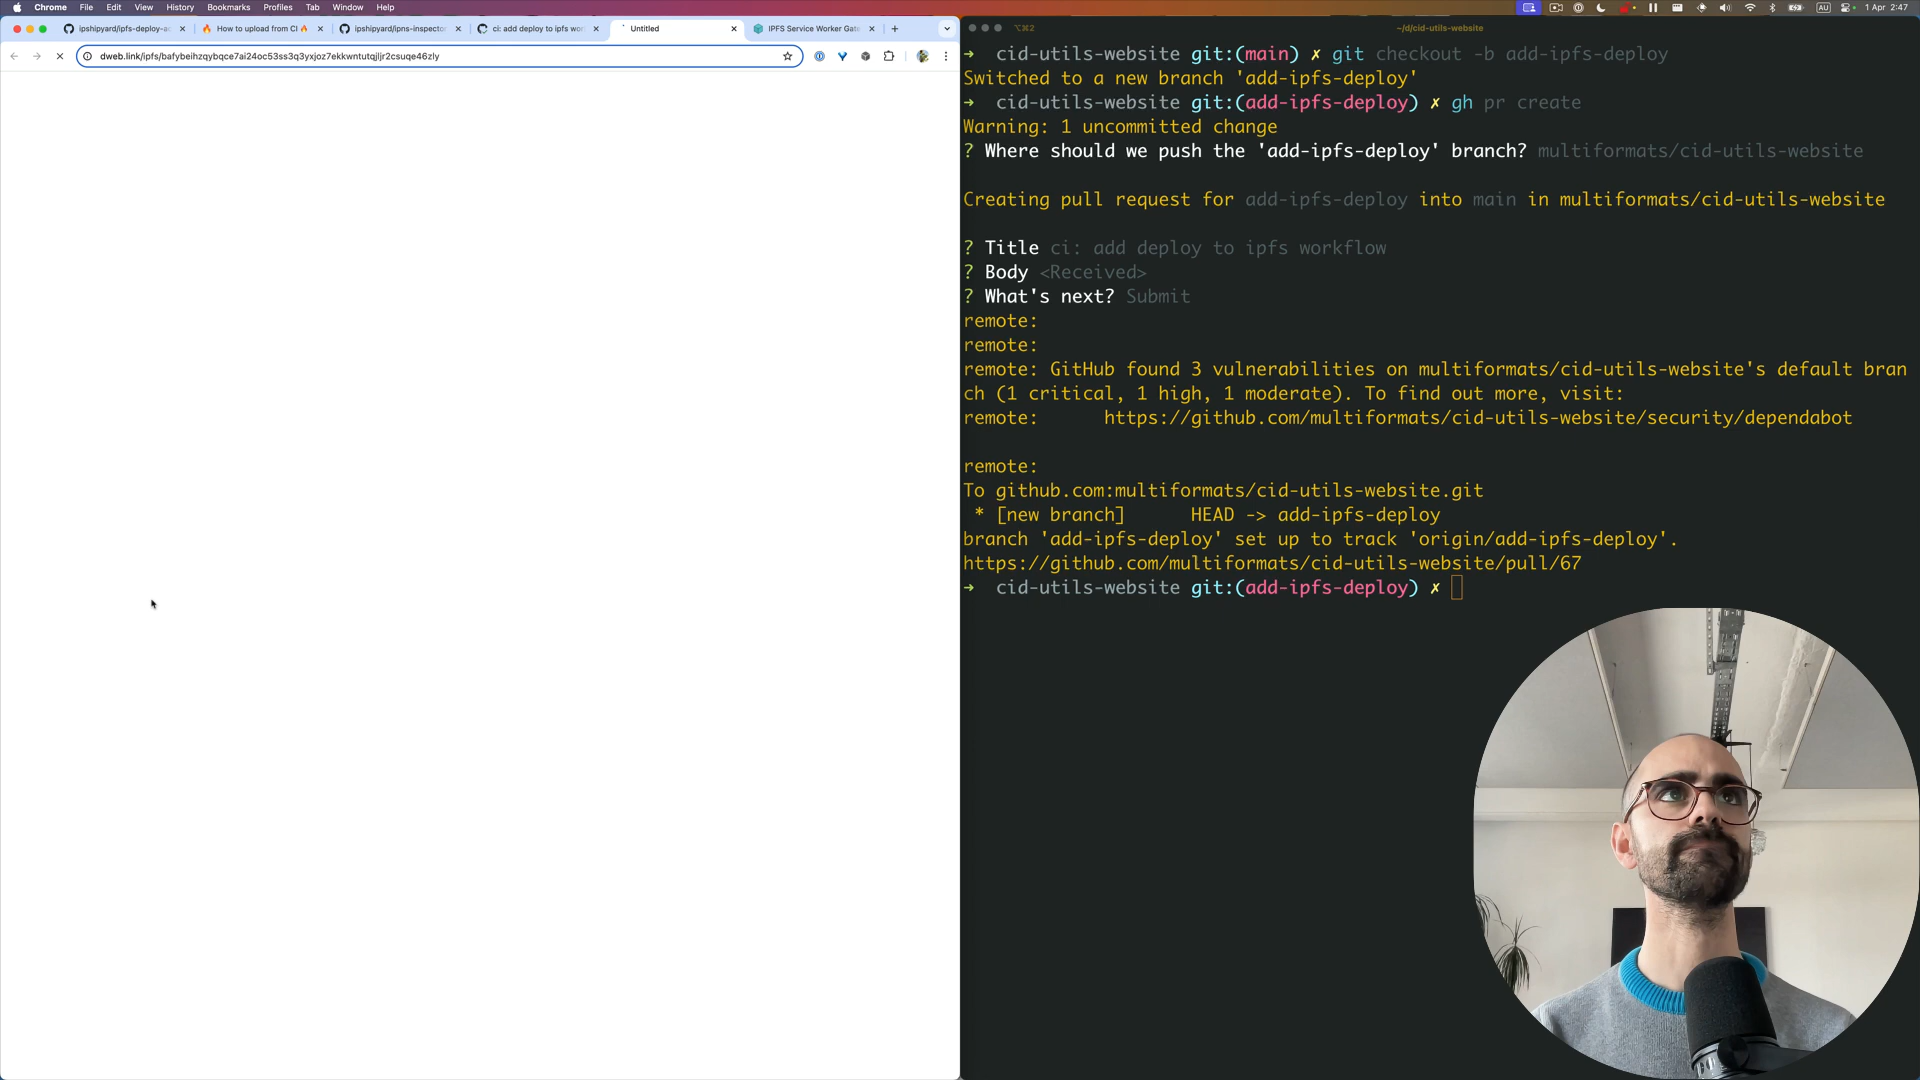 Chrome File Edit View History Bookmarks Profiles Tab Window Help
AU 1 Apr 2:47
ipshipyard/ipfs-deploy-a
How to upload from CI
ipshipyard/ipns-inspector
ci: add deploy to ipfs wor
Untitled
IPFS Service Worker Gate
dweb.link/ipfs/bafybeihzqybqce7ai24oc53ss3q3yxjoz7ekkwntutqjljr2csuqe46zly
⌥⌘2
~/d/cid-utils-website
➜ cid-utils-website git:(main) ✗ git checkout -b add-ipfs-deploy
Switched to a new branch 'add-ipfs-deploy'
➜ cid-utils-website git:(add-ipfs-deploy) ✗ gh pr create
Warning: 1 uncommitted change
? Where should we push the 'add-ipfs-deploy' branch? multiformats/cid-utils-website
Creating pull request for add-ipfs-deploy into main in multiformats/cid-utils-website
? Title ci: add deploy to ipfs workflow
? Body <Received>
? What's next? Submit
remote:
remote:
remote: GitHub found 3 vulnerabilities on multiformats/cid-utils-website's default bran
ch (1 critical, 1 high, 1 moderate). To find out more, visit:
remote: https://github.com/multiformats/cid-utils-website/security/dependabot
remote:
To github.com:multiformats/cid-utils-website.git
* [new branch] HEAD -> add-ipfs-deploy
branch 'add-ipfs-deploy' set up to track 'origin/add-ipfs-deploy'.
https://github.com/multiformats/cid-utils-website/pull/67
➜ cid-utils-website git:(add-ipfs-deploy) ✗